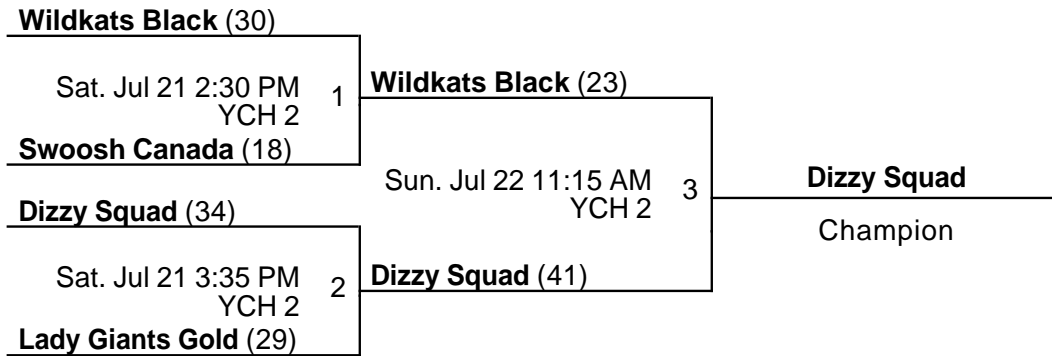 Wildkats Black (30)
Sat. Jul 21 2:30 PM
YCH 2
1
Swoosh Canada (18)
Wildkats Black (23)
Sun. Jul 22 11:15 AM
YCH 2
3
Dizzy Squad
Champion
Dizzy Squad (34)
Sat. Jul 21 3:35 PM
YCH 2
2
Lady Giants Gold (29)
Dizzy Squad (41)